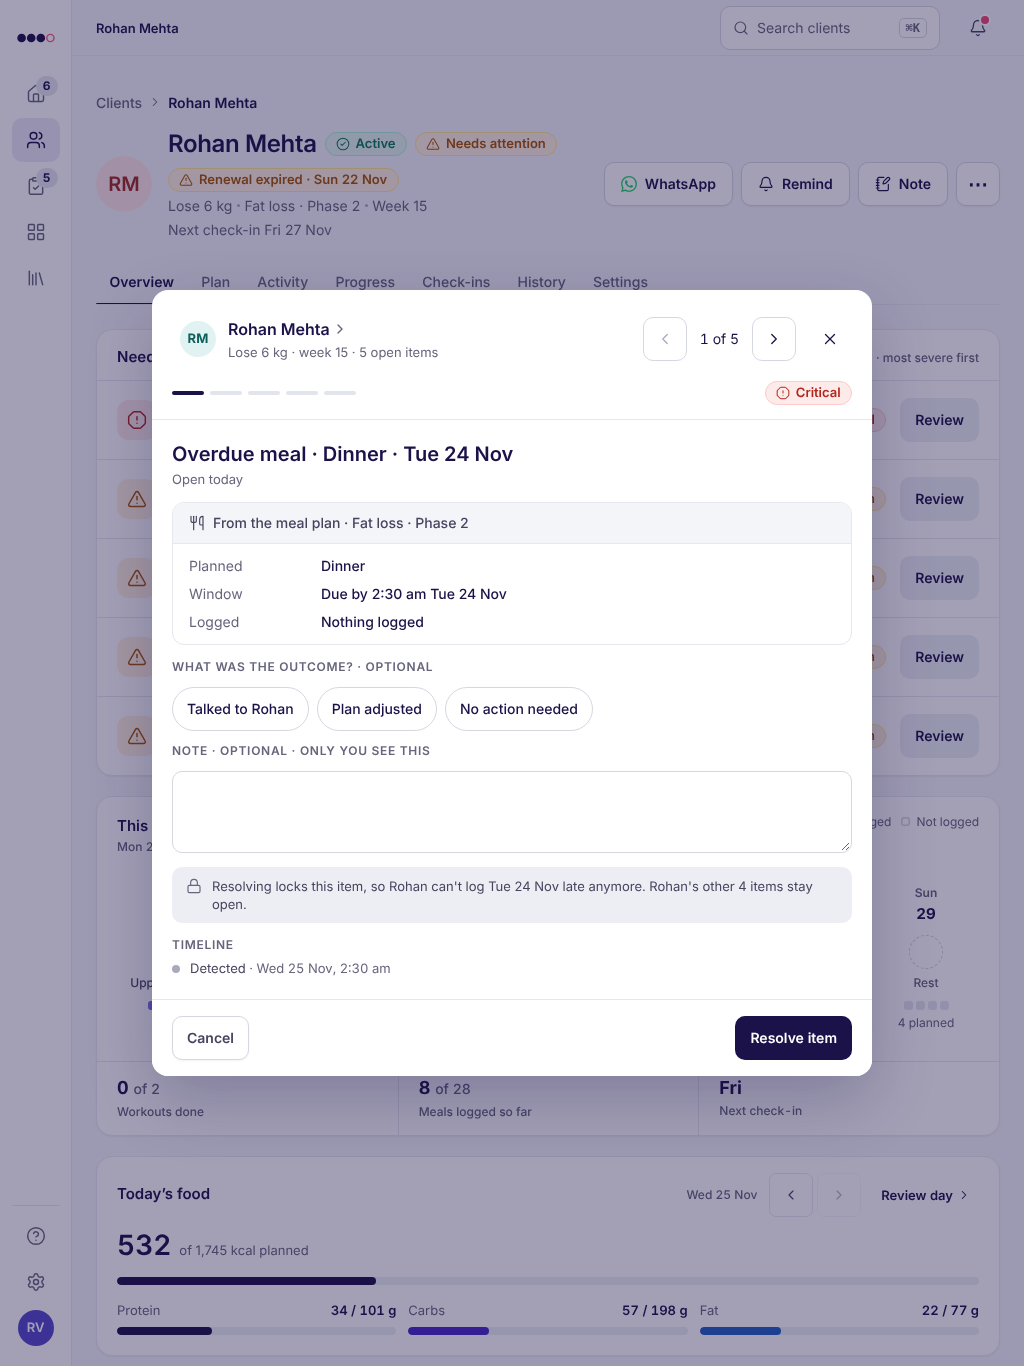 Rohan Mehta
Search clients
⌘K
6
5
Clients > Rohan Mehta
RM
Rohan Mehta
Active
Needs attention
Renewal expired · Sun 22 Nov
Lose 6 kg · Fat loss · Phase 2 · Week 15
Next check-in Fri 27 Nov
WhatsApp
Remind
Note
Overview
Plan
Activity
Progress
Check-ins
History
Settings
· most severe first
Review
Review
Review
Review
Review
RM
Rohan Mehta
Lose 6 kg · week 15 · 5 open items
1 of 5
Critical
Overdue meal · Dinner · Tue 24 Nov
Open today
From the meal plan · Fat loss · Phase 2
Planned Dinner
Window Due by 2:30 am Tue 24 Nov
Logged Nothing logged
WHAT WAS THE OUTCOME? · OPTIONAL
Talked to Rohan
Plan adjusted
No action needed
NOTE · OPTIONAL · ONLY YOU SEE THIS
Resolving locks this item, so Rohan can't log Tue 24 Nov late anymore. Rohan's other 4 items stay
open.
TIMELINE
Detected · Wed 25 Nov, 2:30 am
Cancel
Resolve item
This
Not logged
Sun
29
Rest
4 planned
0 of 2
Workouts done
8 of 28
Meals logged so far
Fri
Next check-in
Today's food
Wed 25 Nov
Review day
532 of 1,745 kcal planned
Protein 34 / 101 g
Carbs 57 / 198 g
Fat 22 / 77 g
RV